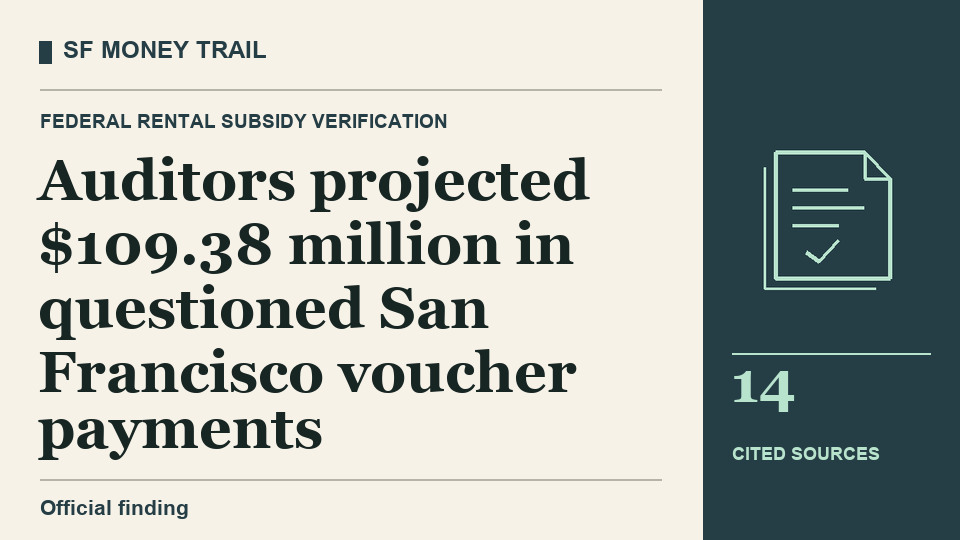 SF MONEY TRAIL
FEDERAL RENTAL SUBSIDY VERIFICATION
Auditors projected
$109.38 million in
questioned San
Francisco voucher
payments
Official finding
14
CITED SOURCES